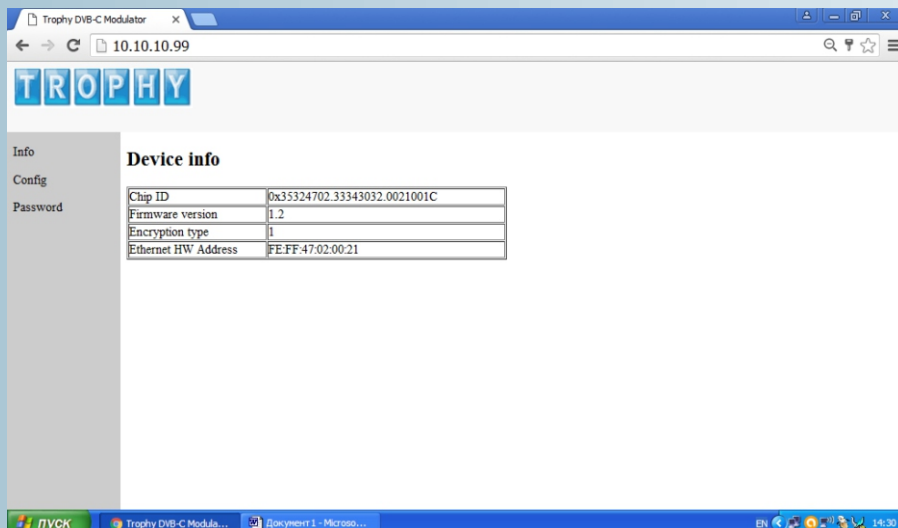 Trophy DVB-C Modulator
10.10.10.99
TROPHY
Info
Config
Password
Device info
Chip ID 0x35324702.33343032.0021001C
Firmware version 1.2
Encryption type 1
Ethernet HW Address FE:FF:47:02:00:21
пуск
Trophy DVB-C Modula...
Документ1 - Microso...
EN
14:30